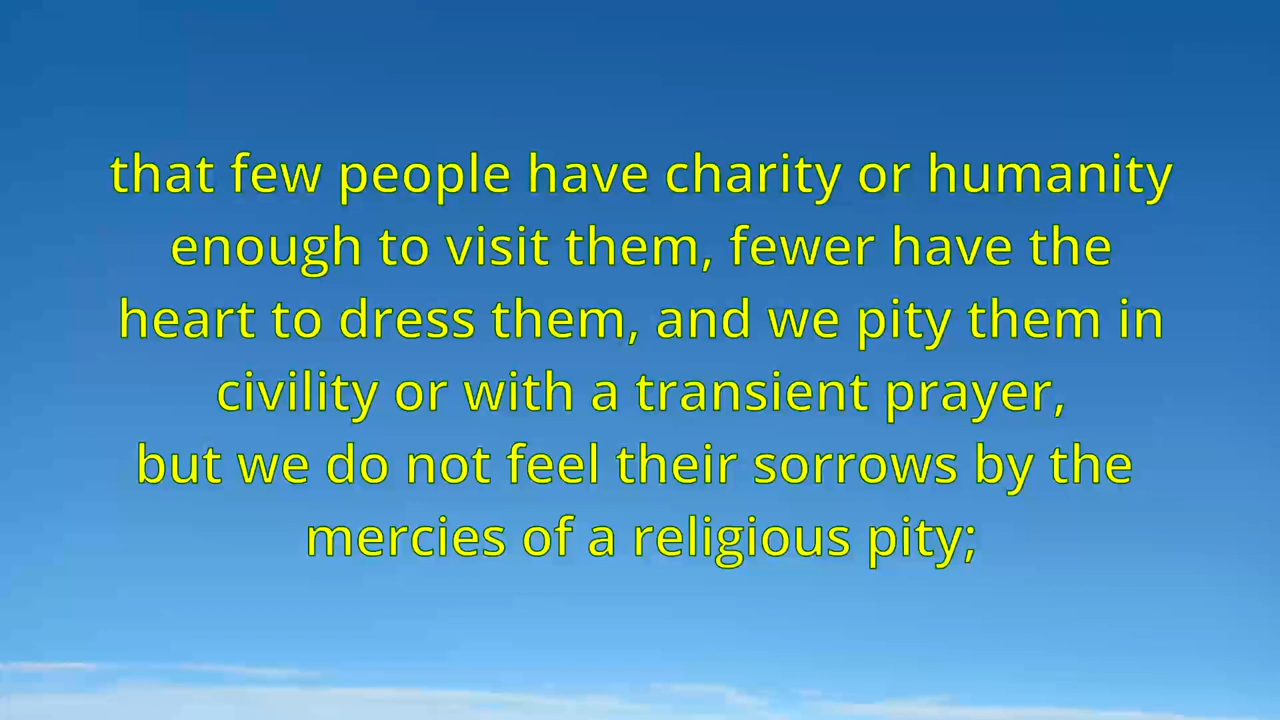 that few people have charity or humanity
enough to visit them, fewer have the
heart to dress them, and we pity them in
civility or with a transient prayer,
but we do not feel their sorrows by the
mercies of a religious pity;